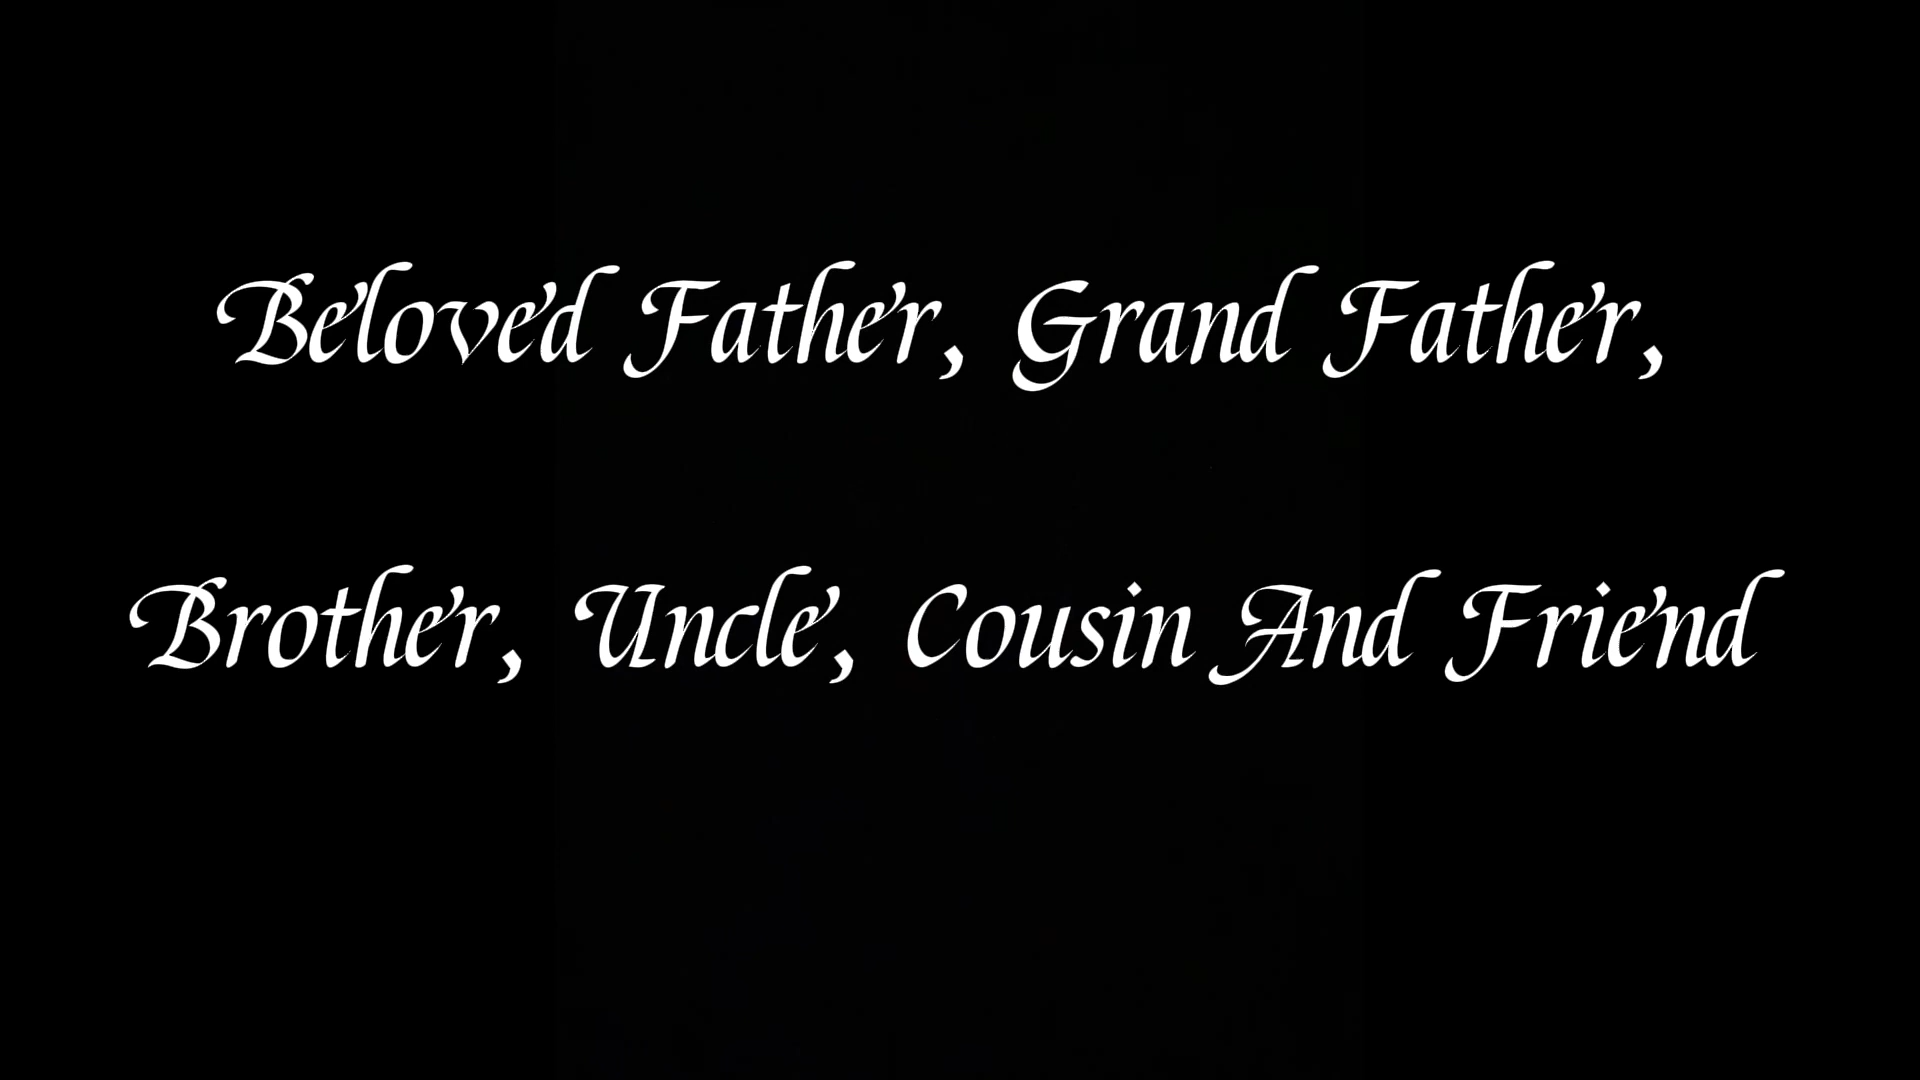 Beloved Father, Grand Father,
Brother, Uncle, Cousin And Friend